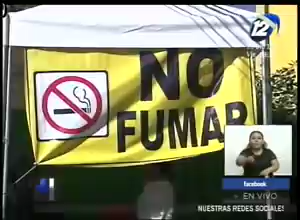 12
NO
FUMAR
facebook
EN VIVO
NUESTRAS REDES SOCIALES